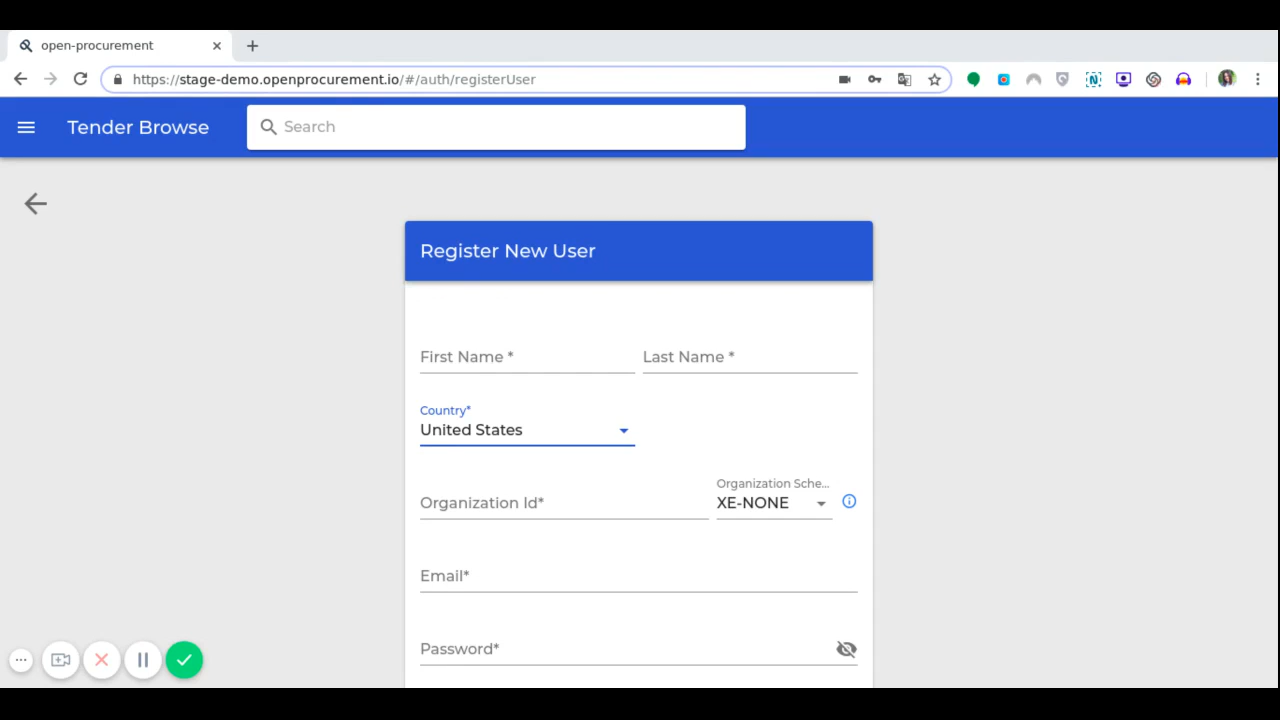 open-procurement
https://stage-demo.openprocurement.io/#/auth/registerUser
Tender Browse
Search
Register New User
First Name *
Last Name *
Country*
United States
Organization Id*
Organization Sche...
XE-NONE
Email*
Password*